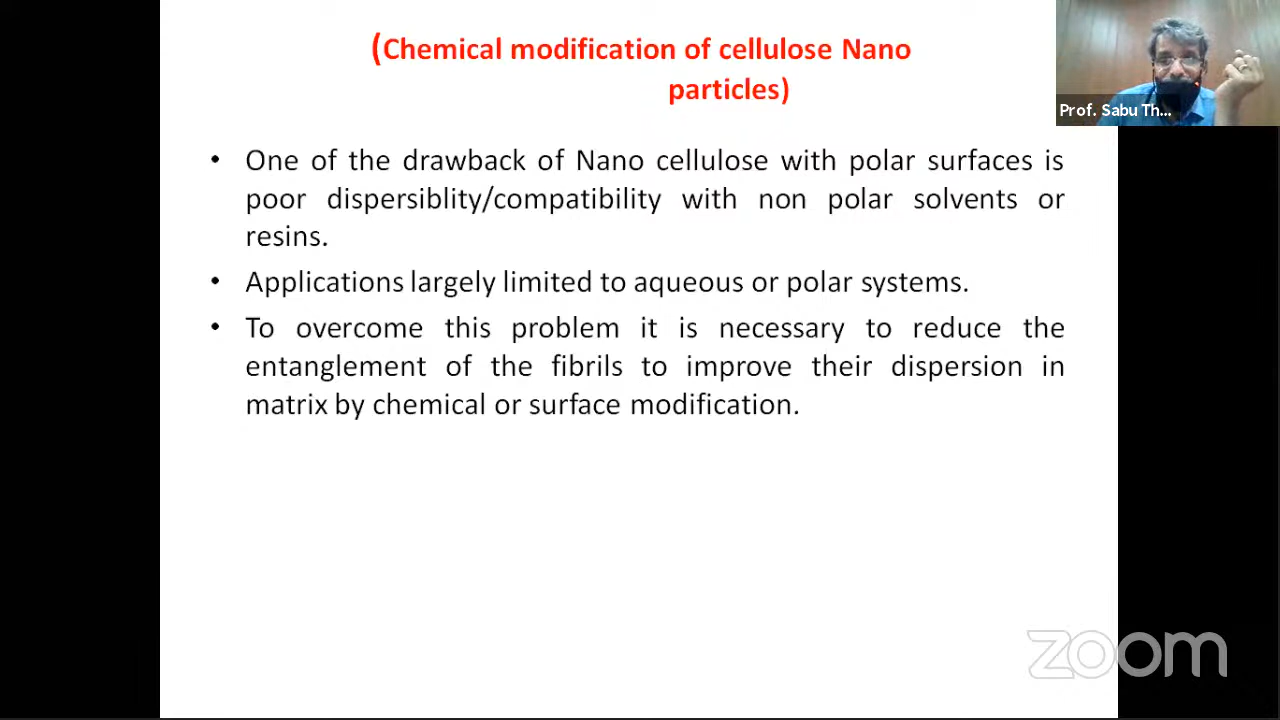 (Chemical modification of cellulose Nano
particles)
Prof. Sabu Th...
• One of the drawback of Nano cellulose with polar surfaces is
poor dispersiblity/compatibility with non polar solvents or
resins.
• Applications largely limited to aqueous or polar systems.
• To overcome this problem it is necessary to reduce the
entanglement of the fibrils to improve their dispersion in
matrix by chemical or surface modification.
zoom